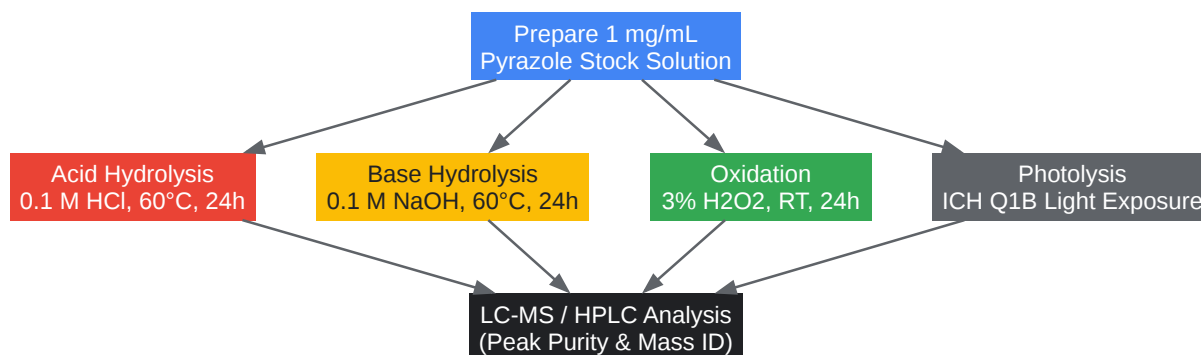 Prepare 1 mg/mL
Pyrazole Stock Solution
Acid Hydrolysis
0.1 M HCl, 60°C, 24h
Base Hydrolysis
0.1 M NaOH, 60°C, 24h
Oxidation
3% H2O2, RT, 24h
Photolysis
ICH Q1B Light Exposure
LC-MS / HPLC Analysis
(Peak Purity & Mass ID)